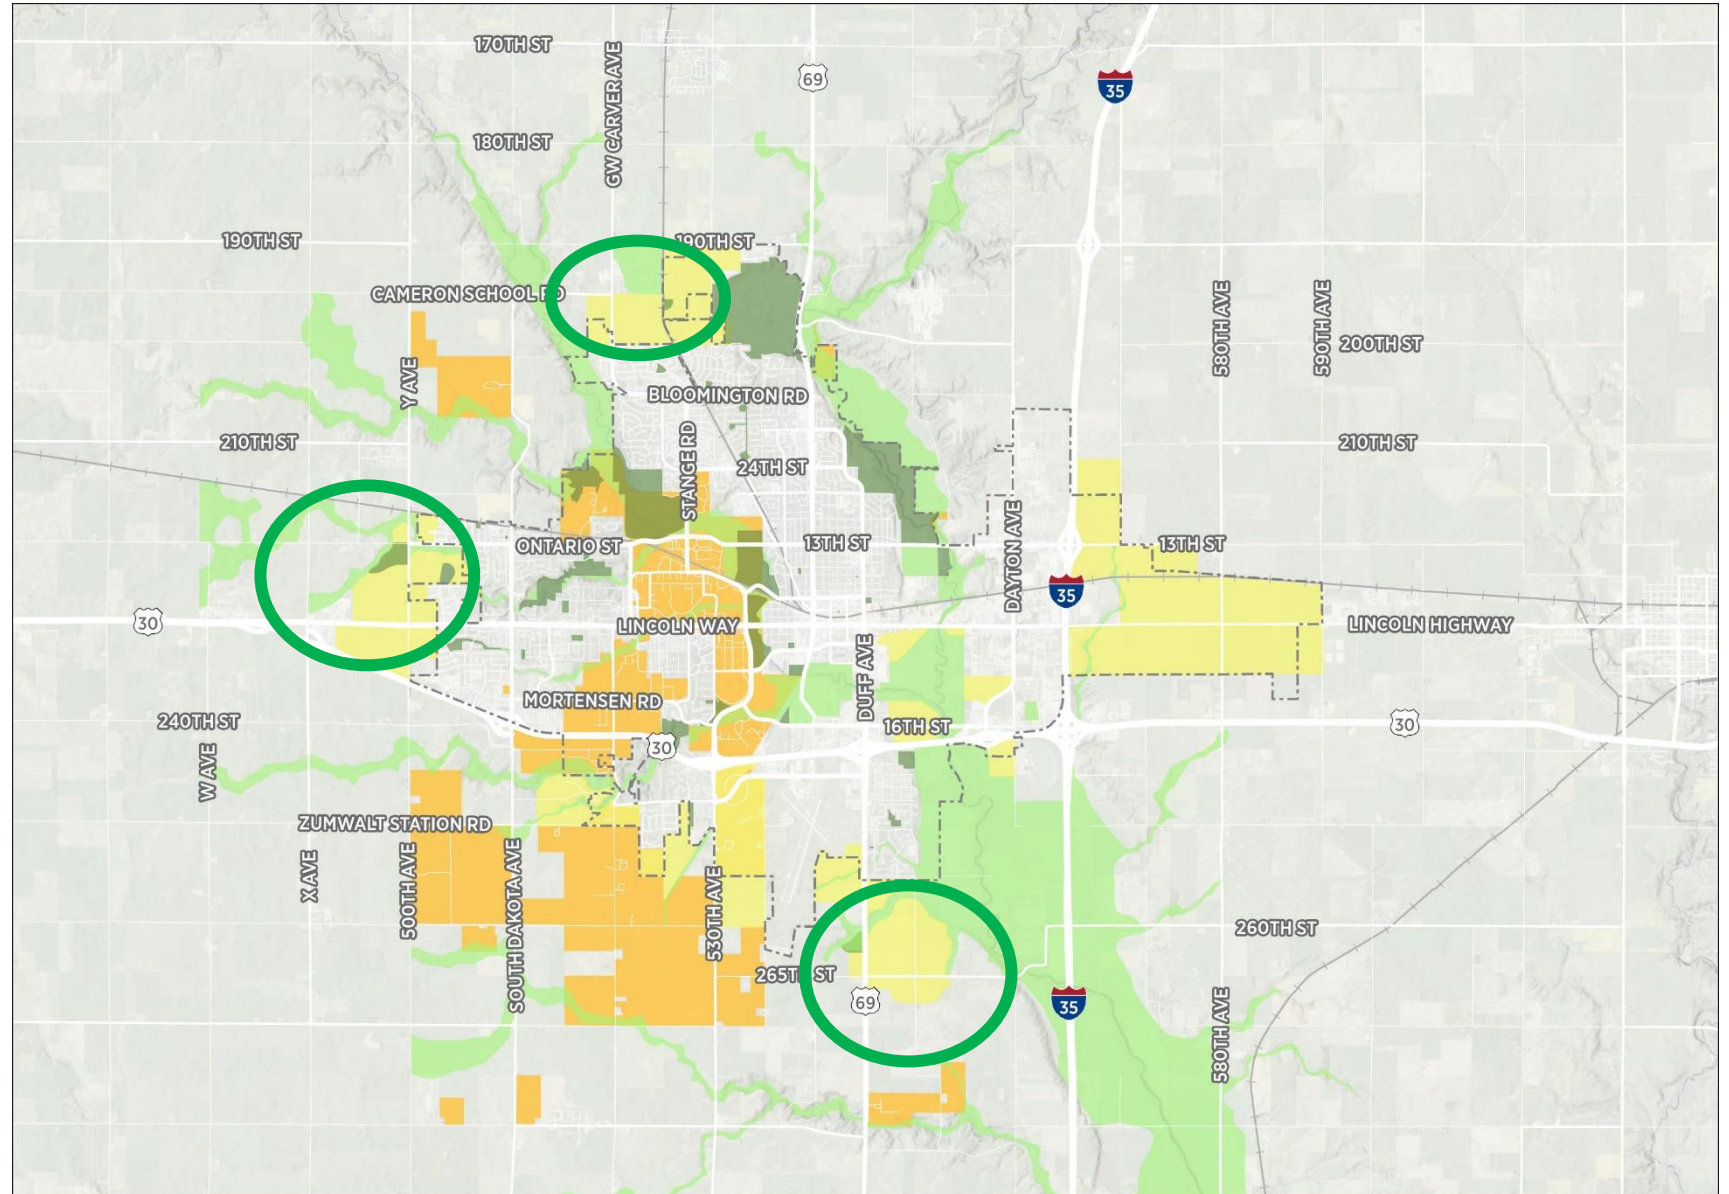 170TH ST
GW CARVER AVE
69
35
180TH ST
190TH ST
190TH ST
CAMERON SCHOOL RD
580TH AVE
590TH AVE
200TH ST
Y AVE
BLOOMINGTON RD
210TH ST
STANGE RD
24TH ST
210TH ST
ONTARIO ST
13TH ST
DAYTON AVE
13TH ST
35
30
LINCOLN WAY
LINCOLN HIGHWAY
DUFF AVE
MORTENSEN RD
240TH ST
W AVE
30
16TH ST
30
ZUMWALT STATION RD
X AVE
500TH AVE
SOUTH DAKOTA AVE
530TH AVE
260TH ST
265TH ST
69
35
580TH AVE